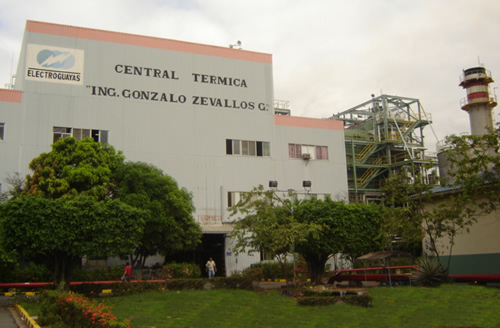 ELECTROGUAYAS
CENTRAL TERMICA
"ING. GONZALO ZEVALLOS G."